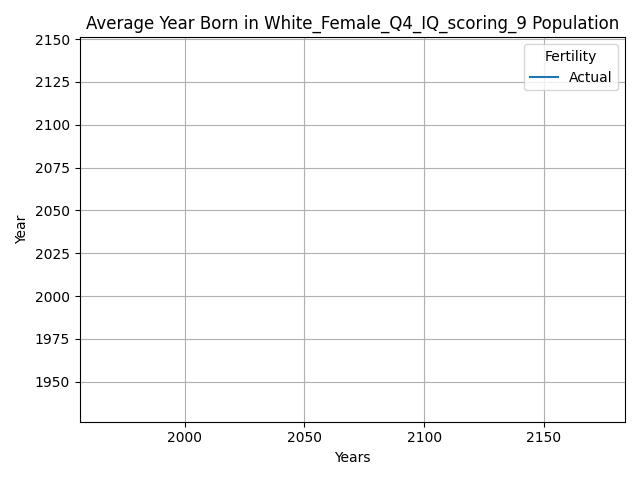 Average Year Born in White_Female_Q4_IQ_scoring_9 Population
Fertility
Actual
2150
2125
2100
2075
2050
2025
2000
1975
1950
Year
2000 2050 2100 2150
Years